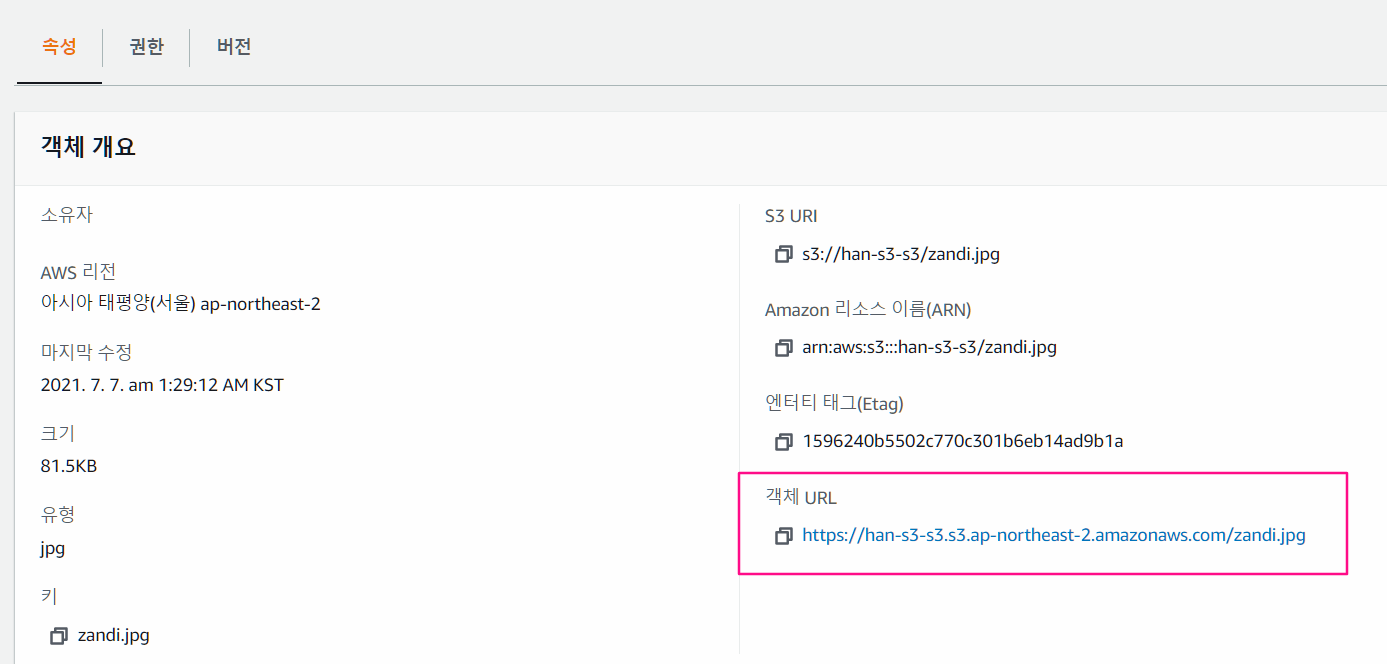 속성 권한 버전
객체 개요
소유자
AWS 리전
아시아 태평양(서울) ap-northeast-2
마지막 수정
2021. 7. 7. am 1:29:12 AM KST
크기
81.5KB
유형
jpg
키
zandi.jpg
S3 URI
s3://han-s3-s3/zandi.jpg
Amazon 리소스 이름(ARN)
arn:aws:s3:::han-s3-s3/zandi.jpg
엔터티 태그(Etag)
1596240b5502c770c301b6eb14ad9b1a
객체 URL
https://han-s3-s3.s3.ap-northeast-2.amazonaws.com/zandi.jpg